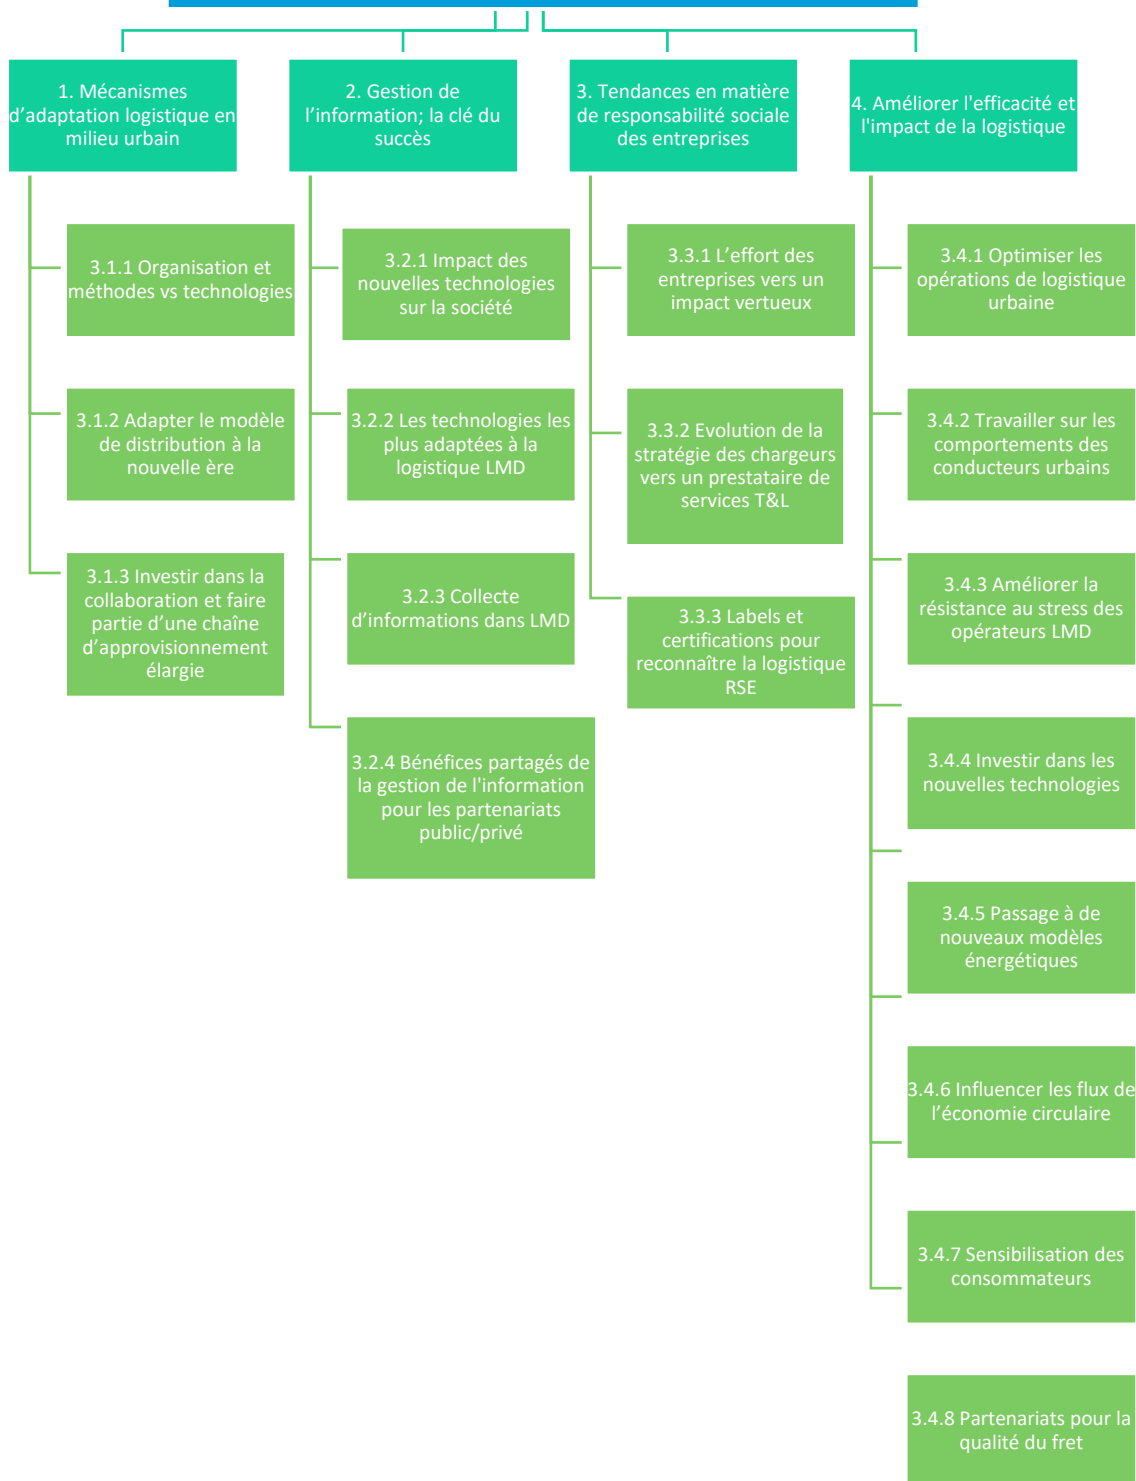 1. Mécanismes
d’adaptation logistique en
milieu urbain
2. Gestion de
l’information; la clé du
succès
3. Tendances en matière
de responsabilité sociale
des entreprises
4. Améliorer l'efficacité et
l'impact de la logistique
3.1.1 Organisation et
méthodes vs technologies
3.1.2 Adapter le modèle
de distribution à la
nouvelle ère
3.1.3 Investir dans la
collaboration et faire
partie d’une chaîne
d’approvisionnement
élargie
3.2.1 Impact des
nouvelles technologies
sur la société
3.2.2 Les technologies les
plus adaptées à la
logistique LMD
3.2.3 Collecte
d’informations dans LMD
3.2.4 Bénéfices partagés de
la gestion de l'information
pour les partenariats
public/privé
3.3.1 L’effort des
entreprises vers un
impact vertueux
3.3.2 Evolution de la
stratégie des chargeurs
vers un prestataire de
services T&L
3.3.3 Labels et
certifications pour
reconnaître la logistique
RSE
3.4.1 Optimiser les
opérations de logistique
urbaine
3.4.2 Travailler sur les
comportements des
conducteurs urbains
3.4.3 Améliorer la
résistance au stress des
opérateurs LMD
3.4.4 Investir dans les
nouvelles technologies
3.4.5 Passage à de
nouveaux modèles
énergétiques
3.4.6 Influencer les flux de
l’économie circulaire
3.4.7 Sensibilisation des
consommateurs
3.4.8 Partenariats pour la
qualité du fret